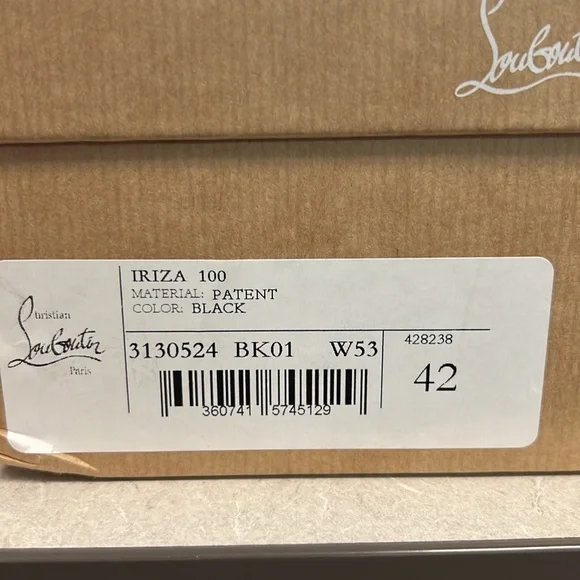 Louboutin
IRIZA 100
MATERIAL: PATENT
COLOR: BLACK
Christian
Louboutin
Paris
3130524 BK01 W53
428238
42
360741 5745129